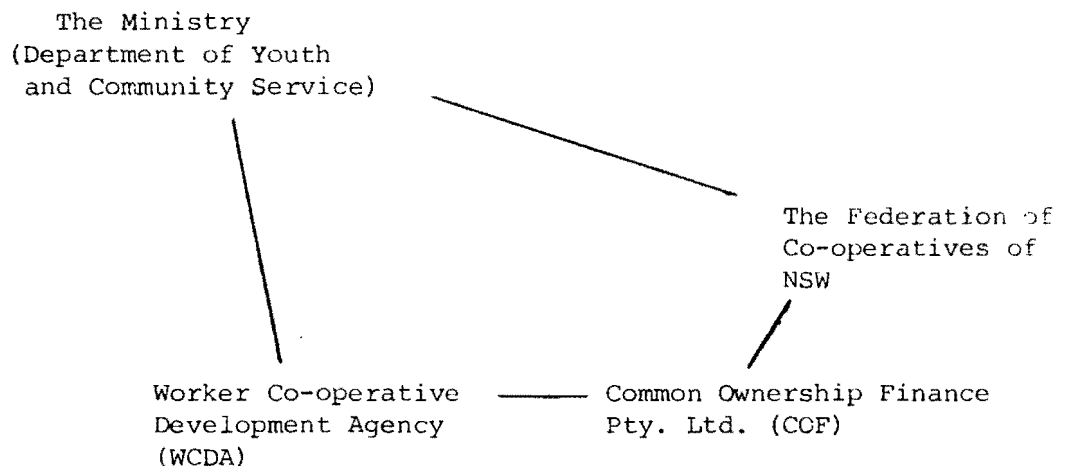 The Ministry
(Department of Youth
and Community Service)
The Federation of
Co-operatives of
NSW
Worker Co-operative
Development Agency
(WCDA)
Common Ownership Finance
Pty. Ltd. (COF)